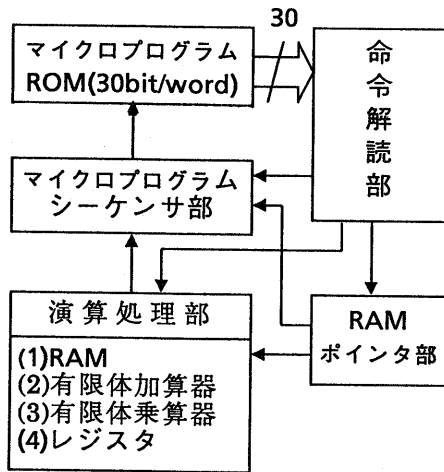 30
マイクロプログラム
ROM(30bit/word)
命令解読部
マイクロプログラム
シーケンサ部
演算処理部
(1)RAM
(2)有限体加算器
(3)有限体乗算器
(4)レジスタ
RAM
ポインタ部